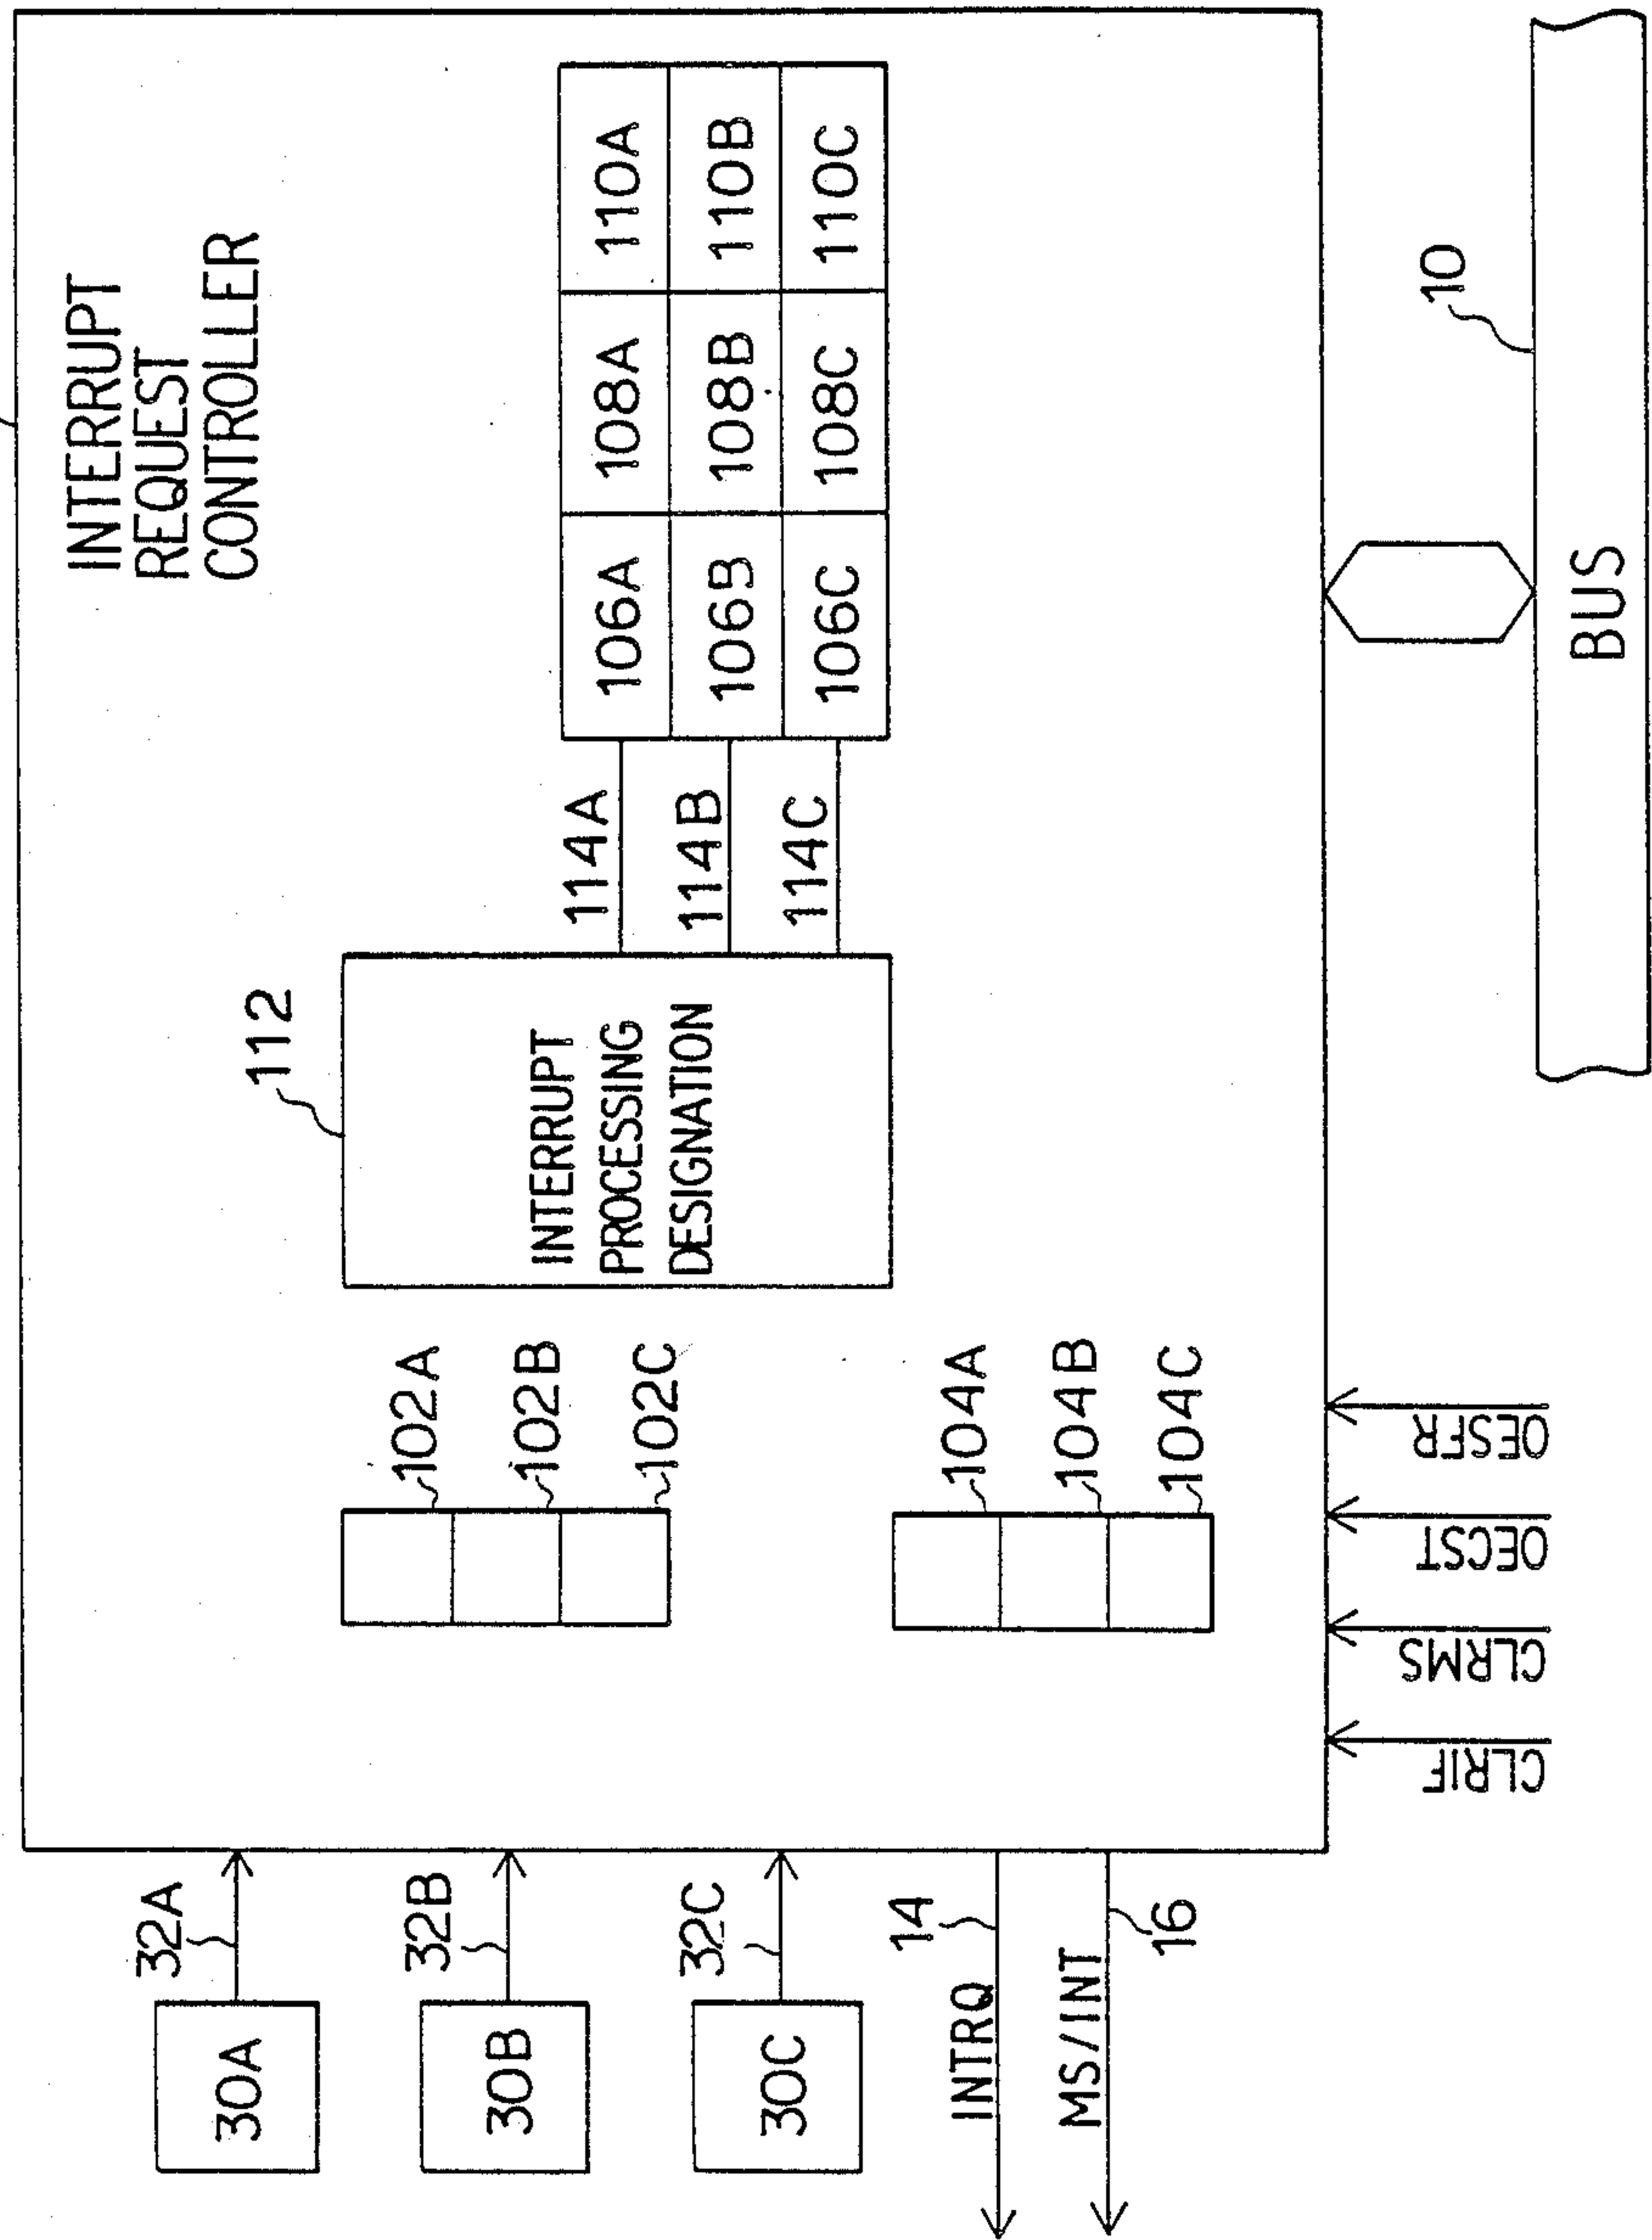 INTERRUPT
REQUEST
CONTROLLER
112
INTERRUPT
PROCESSING
DESIGNATION
114A
114B
114C
106A 108A 110A
106B 108B 110B
106C 108C 110C
102A
102B
102C
104A
104B
104C
30A
32A
30B
32B
30C
32C
INTRQ
14
MS/INT
16
CLRIF
CLRMS
OECST
OESFR
10
BUS